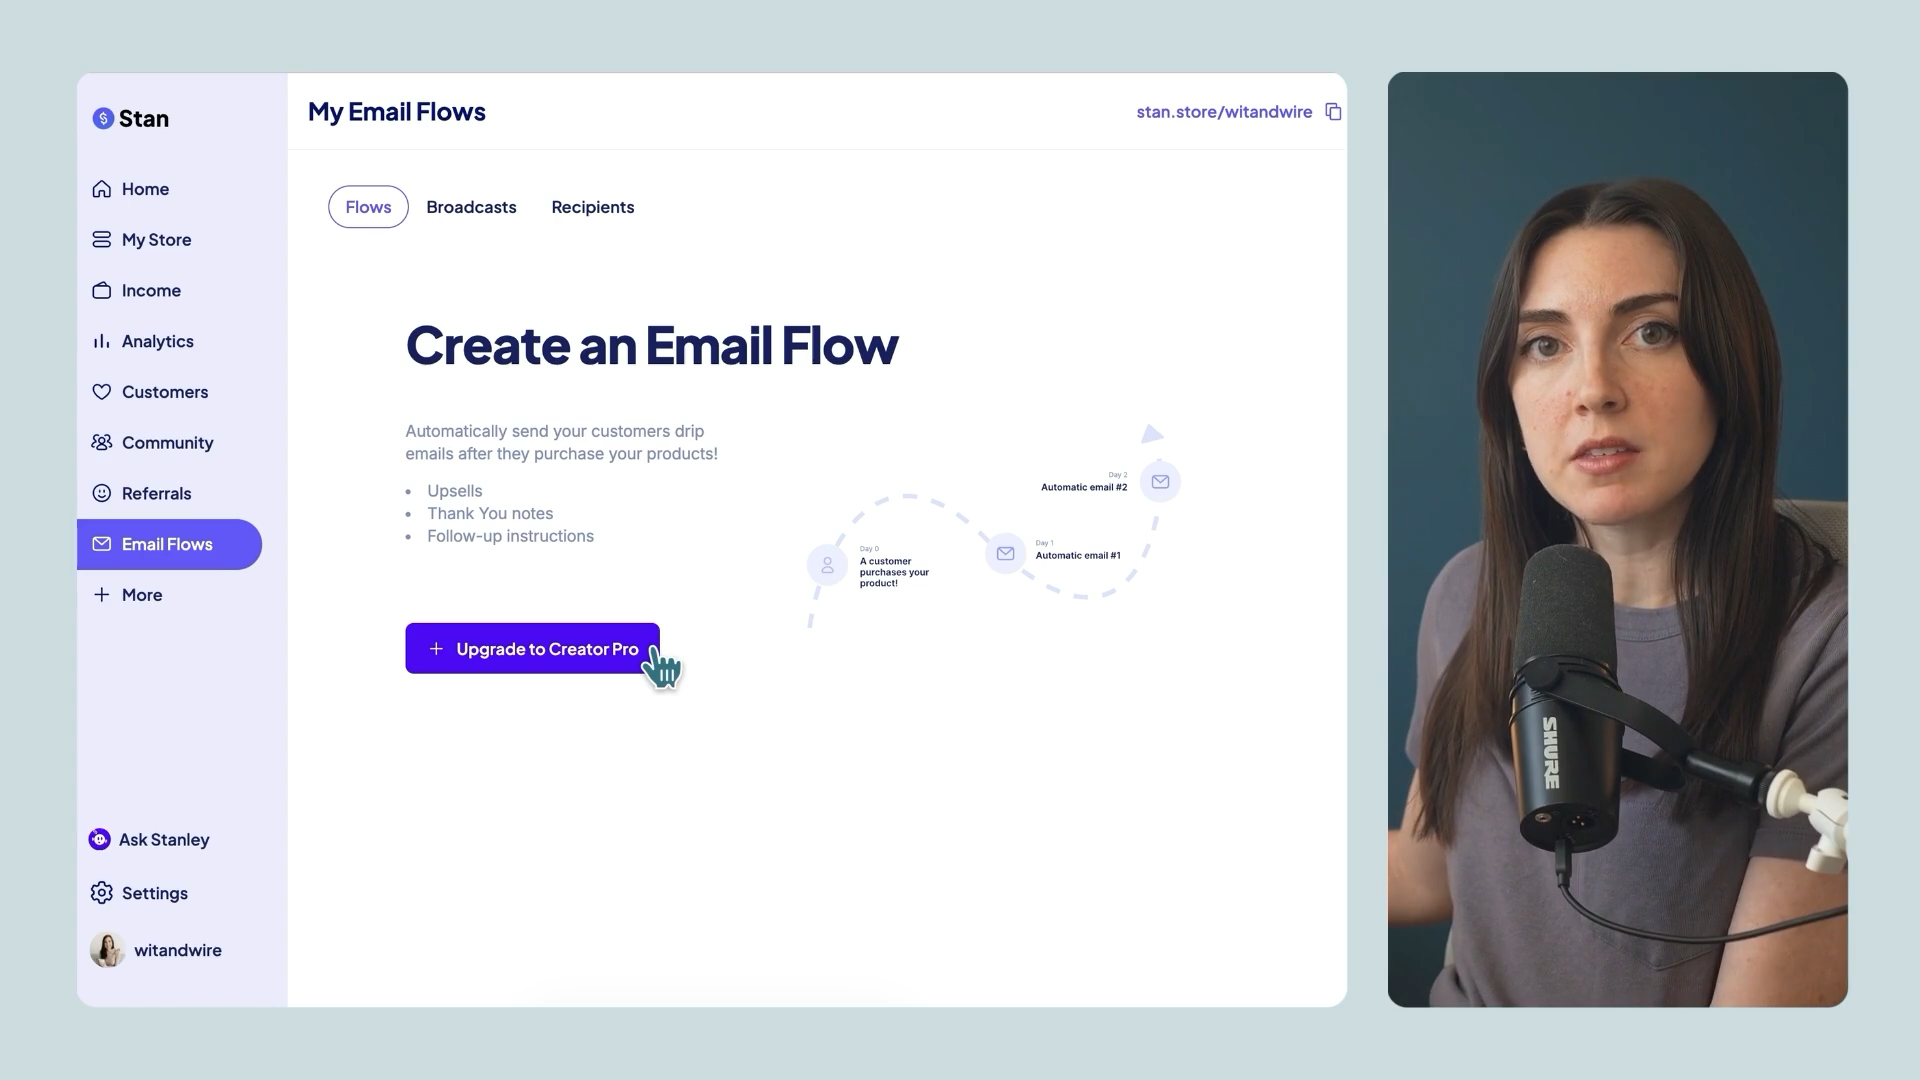 Stan
Home
My Store
Income
Analytics
Customers
Community
Referrals
Email Flows
More
Ask Stanley
Settings
witandwire
My Email Flows
stan.store/witandwire
Flows
Broadcasts
Recipients
Create an Email Flow
Automatically send your customers drip
emails after they purchase your products!
• Upsells
• Thank You notes
• Follow-up instructions
Upgrade to Creator Pro
Day 0
A customer
purchases your
product!
Day 1
Automatic email #1
Day 2
Automatic email #2
SHURE